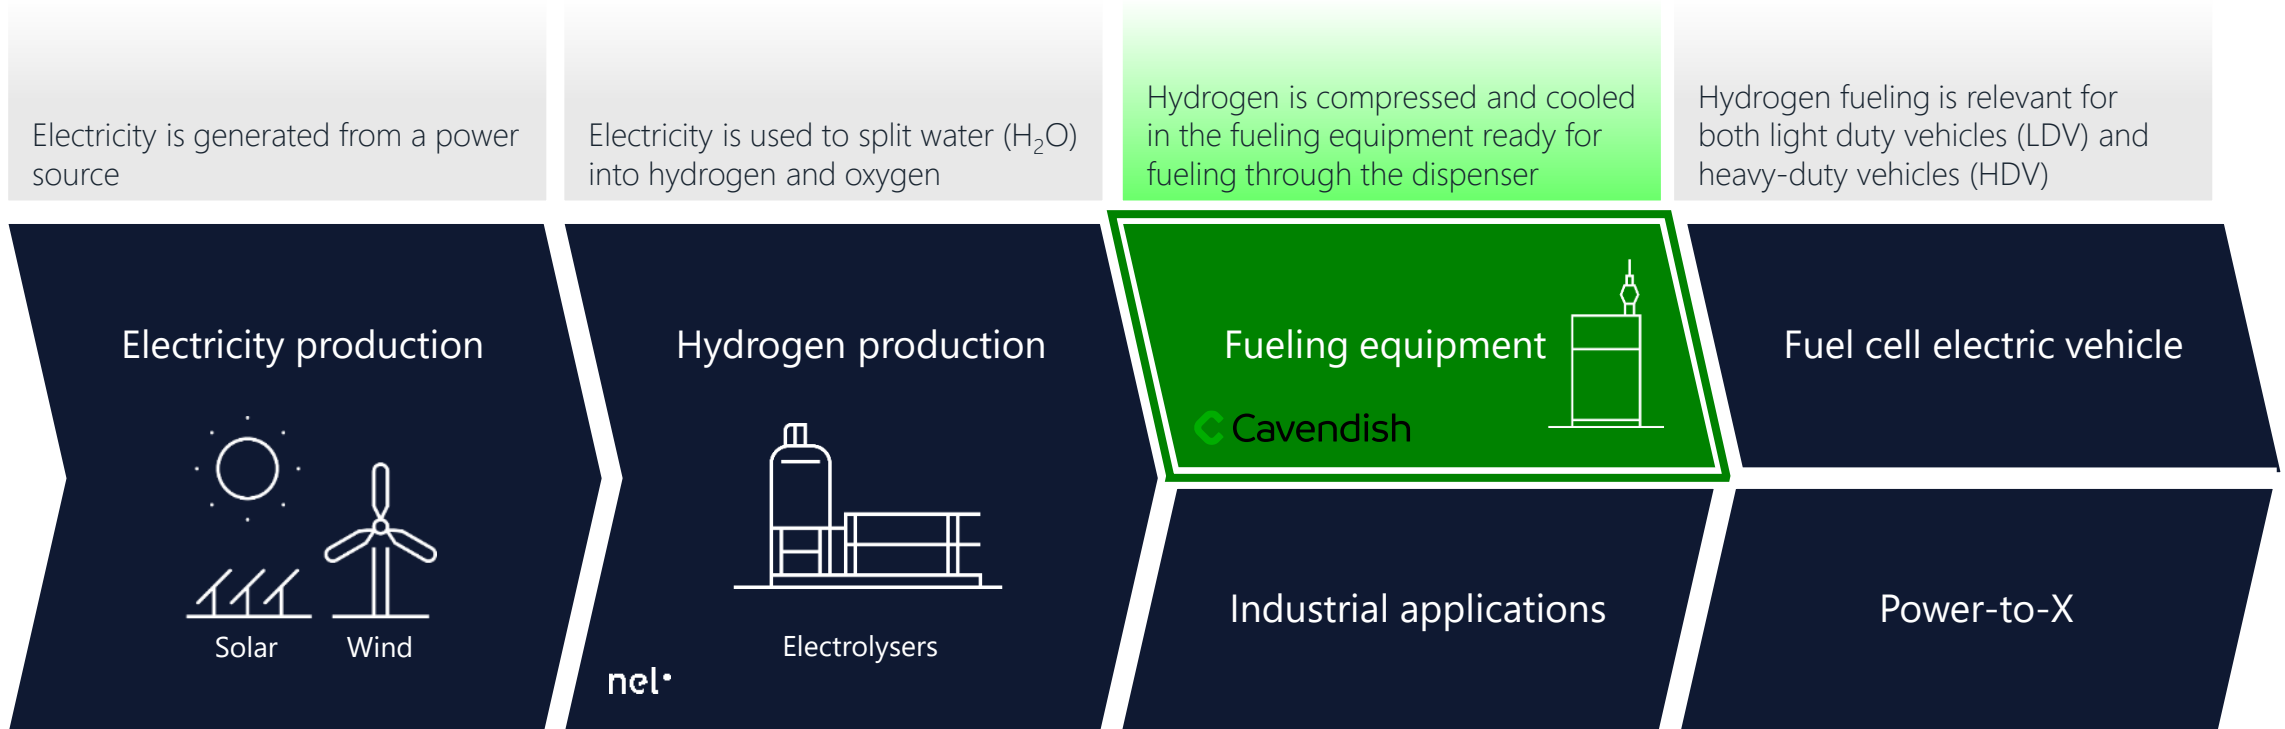 Electricity is generated from a power
source
Electricity is used to split water (H₂O)
into hydrogen and oxygen
Hydrogen is compressed and cooled
in the fueling equipment ready for
fueling through the dispenser
Hydrogen fueling is relevant for
both light duty vehicles (LDV) and
heavy-duty vehicles (HDV)
Electricity production
Solar
Wind
Hydrogen production
Electrolysers
nel
Fueling equipment
Cavendish
Fuel cell electric vehicle
Industrial applications
Power-to-X